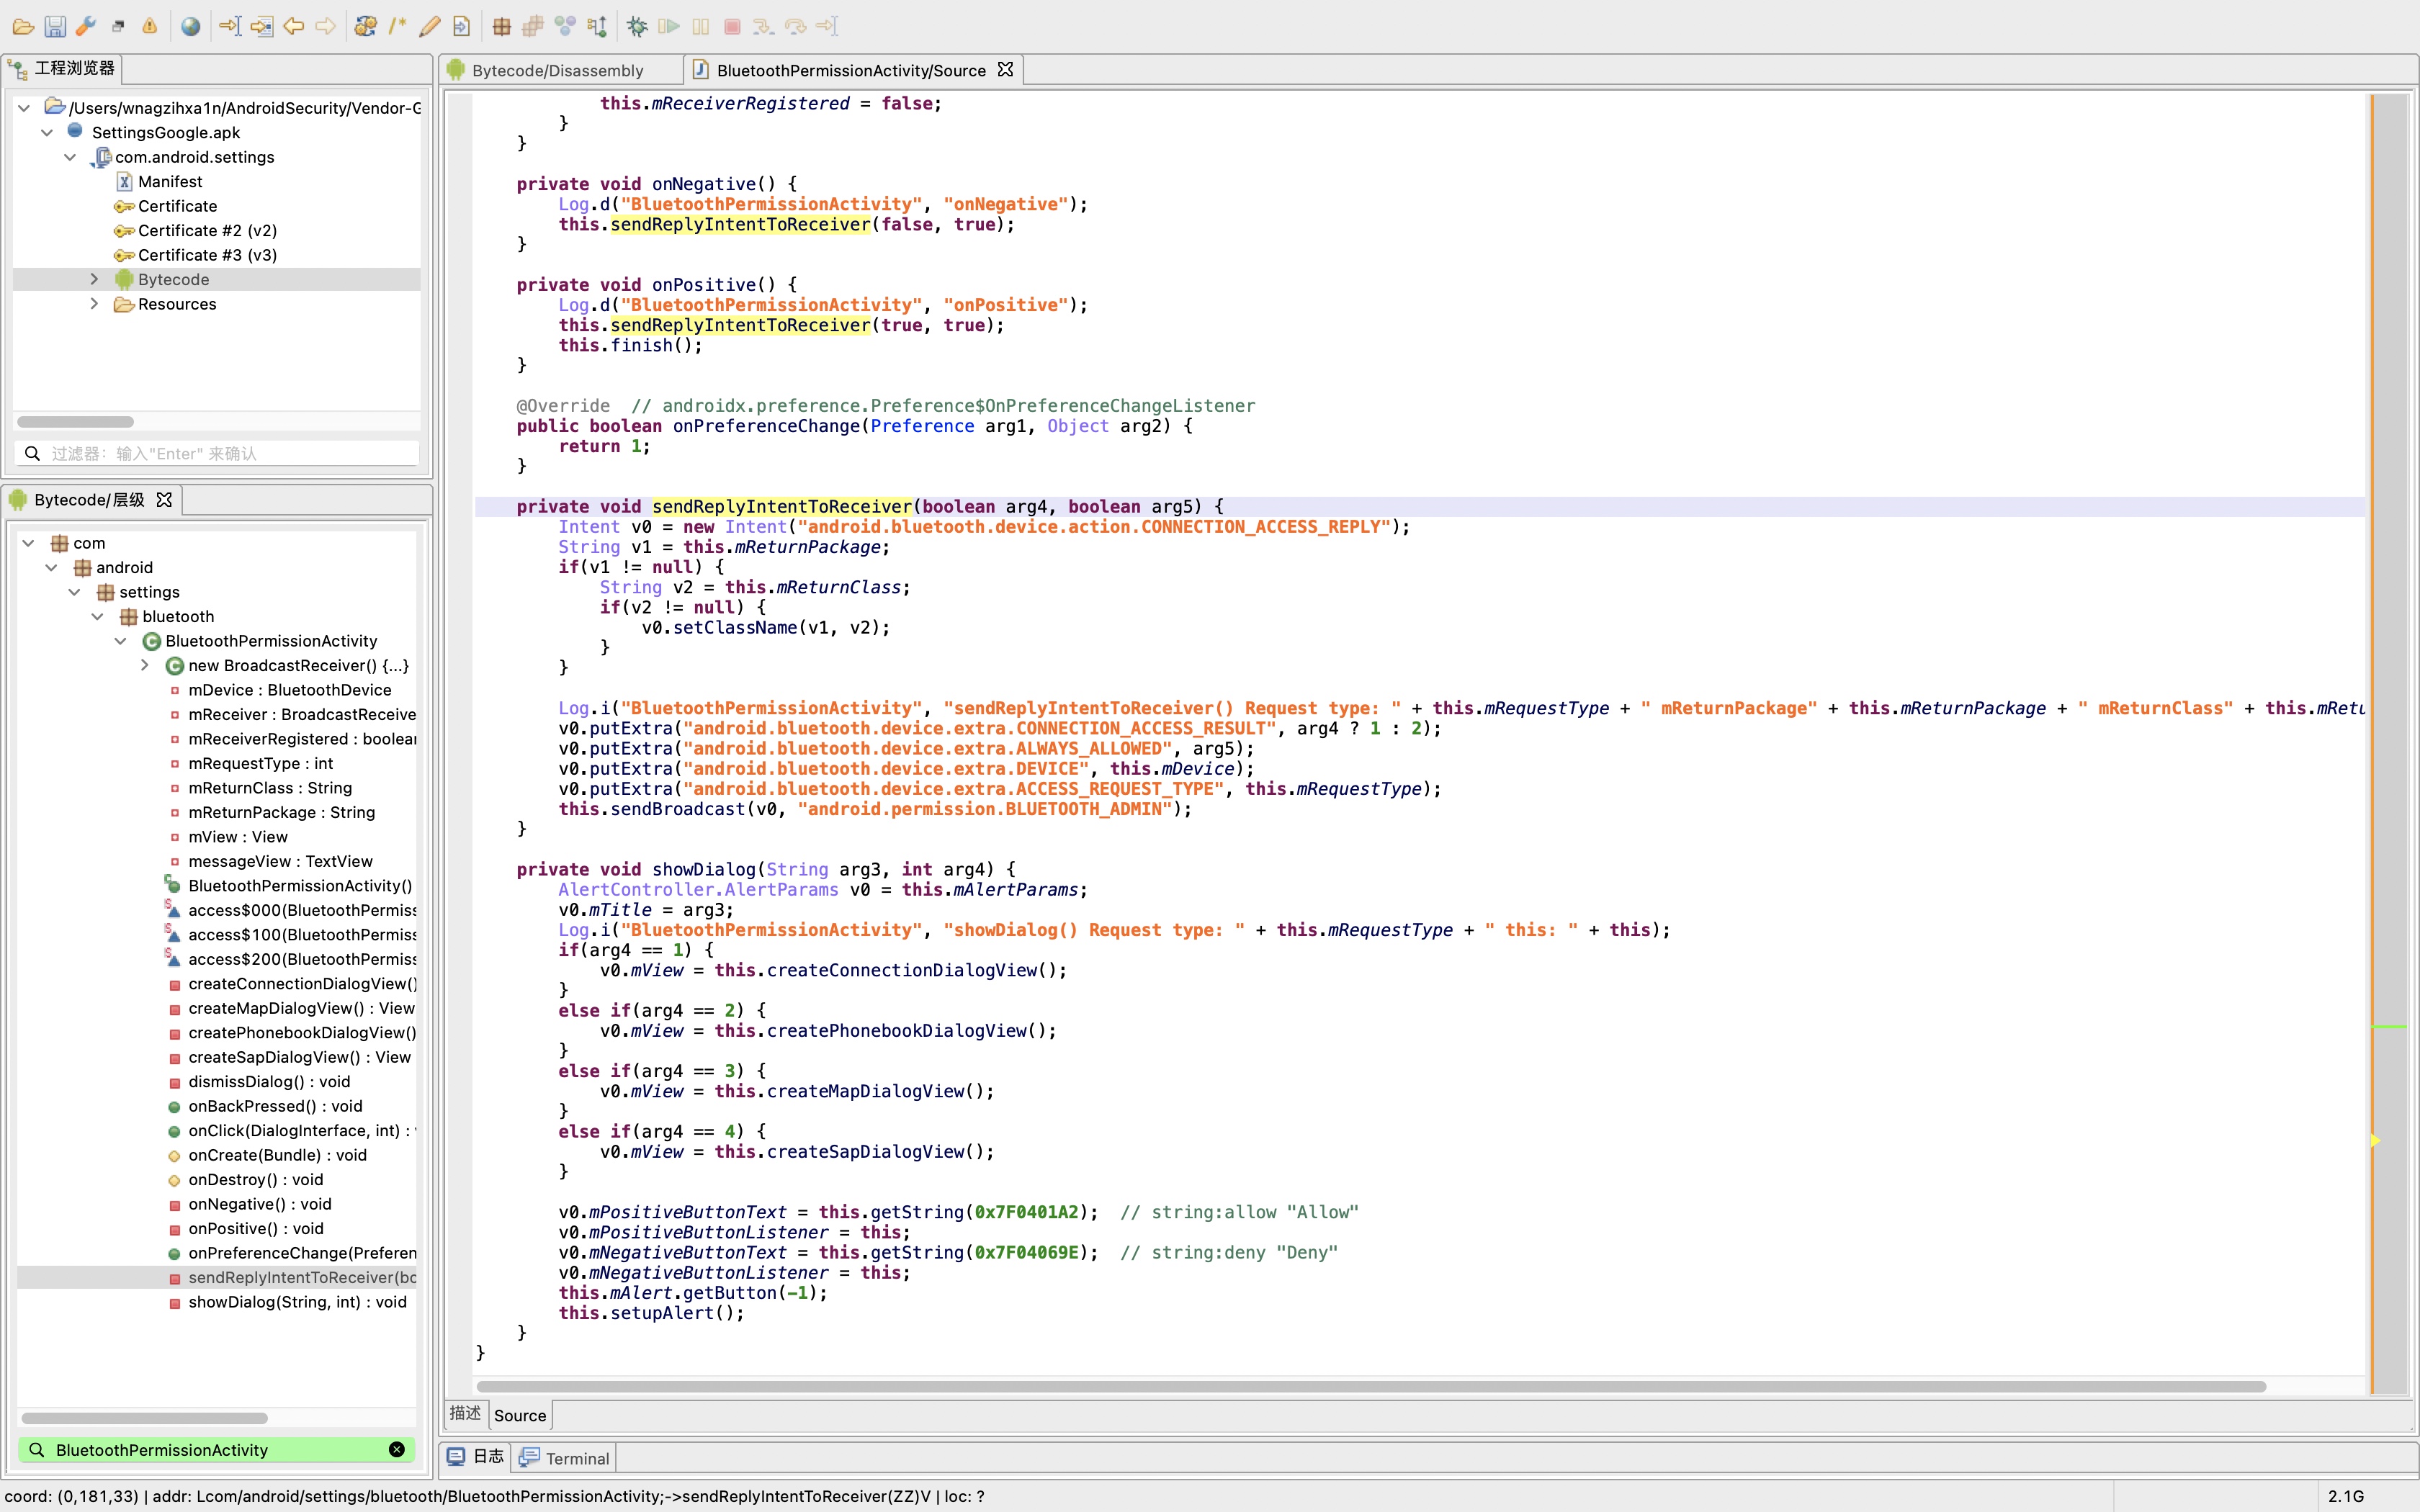 工程浏览器
/Users/wnagzihxa1n/AndroidSecurity/Vendor-G
SettingsGoogle.apk
com.android.settings
Manifest
Certificate
Certificate #2 (v2)
Certificate #3 (v3)
Bytecode
Resources
过滤器：输入"Enter" 来确认
Bytecode/层级
com
android
settings
bluetooth
BluetoothPermissionActivity
new BroadcastReceiver() {...}
mDevice : BluetoothDevice
mReceiver : BroadcastReceive
mReceiverRegistered : boolear
mRequestType : int
mReturnClass : String
mReturnPackage : String
mView : View
messageView : TextView
BluetoothPermissionActivity()
access$000(BluetoothPermiss
access$100(BluetoothPermiss
access$200(BluetoothPermiss
createConnectionDialogView()
createMapDialogView() : View
createPhonebookDialogView()
createSapDialogView() : View
dismissDialog() : void
onBackPressed() : void
onClick(DialogInterface, int) :
onCreate(Bundle) : void
onDestroy() : void
onNegative() : void
onPositive() : void
onPreferenceChange(Preferen
sendReplyIntentToReceiver(bo
showDialog(String, int) : void
BluetoothPermissionActivity
Bytecode/Disassembly
BluetoothPermissionActivity/Source
this.mReceiverRegistered = false;
}
}
private void onNegative() {
Log.d("BluetoothPermissionActivity", "onNegative");
this.sendReplyIntentToReceiver(false, true);
}
private void onPositive() {
Log.d("BluetoothPermissionActivity", "onPositive");
this.sendReplyIntentToReceiver(true, true);
this.finish();
}
@Override  // androidx.preference.Preference$OnPreferenceChangeListener
public boolean onPreferenceChange(Preference arg1, Object arg2) {
return 1;
}
private void sendReplyIntentToReceiver(boolean arg4, boolean arg5) {
Intent v0 = new Intent("android.bluetooth.device.action.CONNECTION_ACCESS_REPLY");
String v1 = this.mReturnPackage;
if(v1 != null) {
String v2 = this.mReturnClass;
if(v2 != null) {
v0.setClassName(v1, v2);
}
}
Log.i("BluetoothPermissionActivity", "sendReplyIntentToReceiver() Request type: " + this.mRequestType + " mReturnPackage" + this.mReturnPackage + " mReturnClass" + this.mRetu
v0.putExtra("android.bluetooth.device.extra.CONNECTION_ACCESS_RESULT", arg4 ? 1 : 2);
v0.putExtra("android.bluetooth.device.extra.ALWAYS_ALLOWED", arg5);
v0.putExtra("android.bluetooth.device.extra.DEVICE", this.mDevice);
v0.putExtra("android.bluetooth.device.extra.ACCESS_REQUEST_TYPE", this.mRequestType);
this.sendBroadcast(v0, "android.permission.BLUETOOTH_ADMIN");
}
private void showDialog(String arg3, int arg4) {
AlertController.AlertParams v0 = this.mAlertParams;
v0.mTitle = arg3;
Log.i("BluetoothPermissionActivity", "showDialog() Request type: " + this.mRequestType + " this: " + this);
if(arg4 == 1) {
v0.mView = this.createConnectionDialogView();
}
else if(arg4 == 2) {
v0.mView = this.createPhonebookDialogView();
}
else if(arg4 == 3) {
v0.mView = this.createMapDialogView();
}
else if(arg4 == 4) {
v0.mView = this.createSapDialogView();
}
v0.mPositiveButtonText = this.getString(0x7F0401A2);  // string:allow "Allow"
v0.mPositiveButtonListener = this;
v0.mNegativeButtonText = this.getString(0x7F04069E);  // string:deny "Deny"
v0.mNegativeButtonListener = this;
this.mAlert.getButton(-1);
this.setupAlert();
}
}
描述
Source
日志
Terminal
coord: (0,181,33) | addr: Lcom/android/settings/bluetooth/BluetoothPermissionActivity;->sendReplyIntentToReceiver(ZZ)V | loc: ?
2.1G